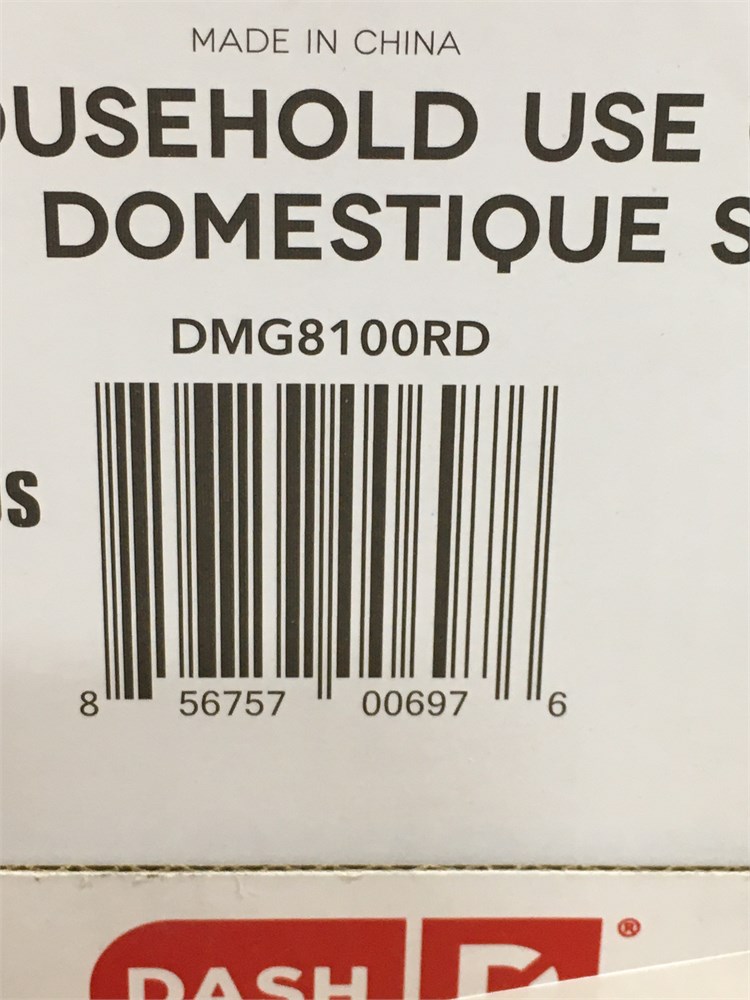 MADE IN CHINA
OUSEHOLD USE
DOMESTIQUE S
DMG8100RD
S
8 56757 00697 6
DASH
®